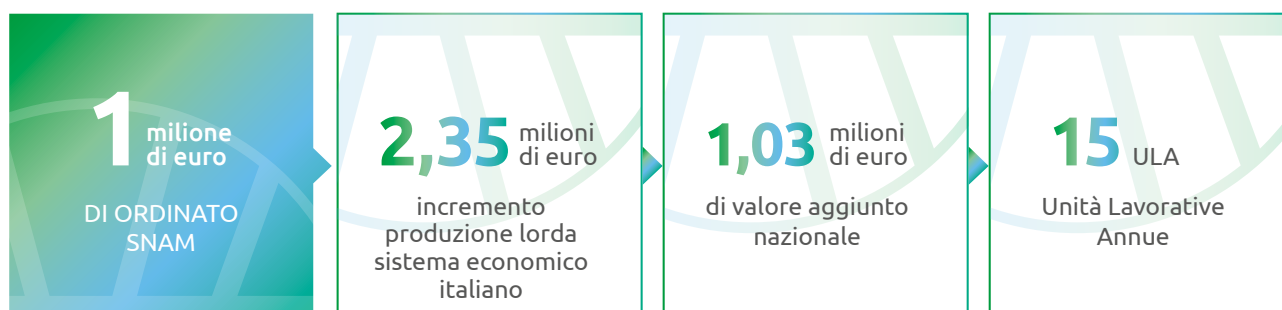 1 milione
di euro
DI ORDINATO
SNAM
2,35 milioni
di euro
incremento
produzione lorda
sistema economico
italiano
1,03 milioni
di euro
di valore aggiunto
nazionale
15 ULA
Unità Lavorative
Annue